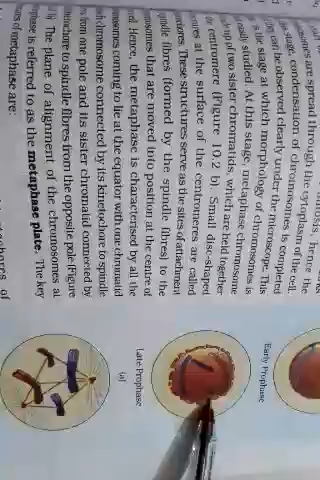 are spread through the cytoplasm of the cell.
stage, condensation of chromosomes is completed
can be observed clearly under the microscope. This
is the stage at which morphology of chromosomes is
easily studied. At this stage, metaphase chromosome
up of two sister chromatids, which are held together
centromere (Figure 10.2 b). Small disc-shaped
at the surface of the centromeres are called
These structures serve as the sites of attachment
spindle fibres (formed by the spindle fibres) to the
that are moved into position at the centre of
Hence, the metaphase is characterised by all the
coming to lie at the equator with one chromatid
chromosome connected by its kinetochore to spindle
from one pole and its sister chromatid connected by
to spindle fibres from the opposite pole (Figure
The plane of alignment of the chromosomes at
is referred to as the metaphase plate. The key
of metaphase are:
of
Early Prophase
Late Prophase
(a)